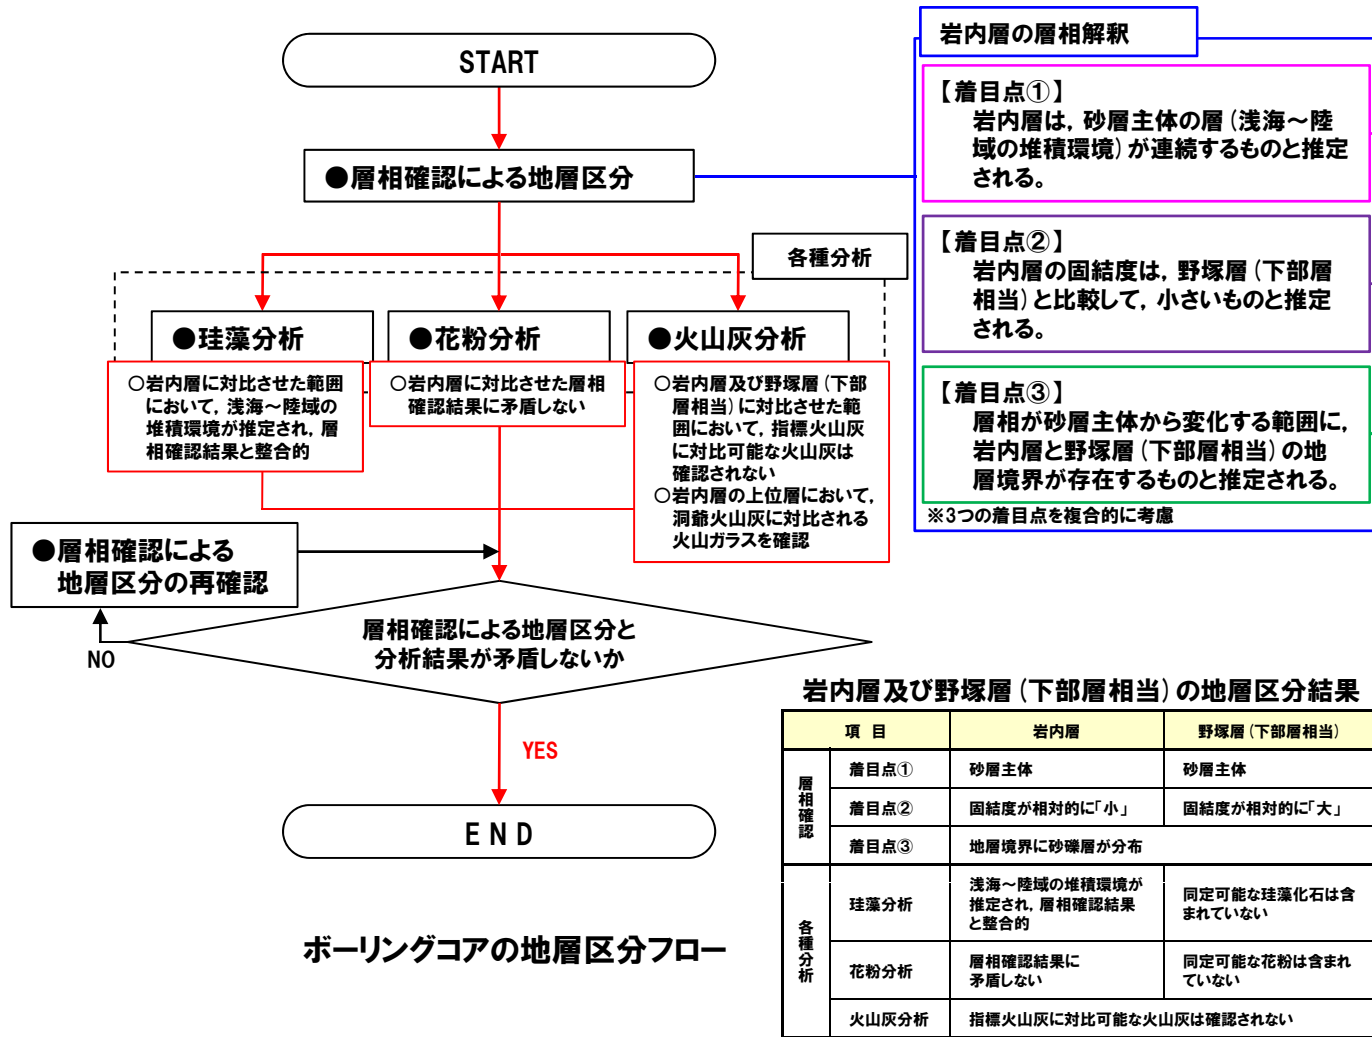 START
●層相確認による地層区分
各種分析
●珪藻分析
○岩内層に対比させた範囲
において，浅海～陸域の
堆積環境が推定され，層
相確認結果と整合的
●花粉分析
○岩内層に対比させた層相
確認結果に矛盾しない
●火山灰分析
○岩内層及び野塚層（下部
層相当）に対比させた範
囲において，指標火山灰
に対比可能な火山灰は
確認されない
○岩内層の上位層において，
洞爺火山灰に対比される
火山ガラスを確認
●層相確認による
地層区分の再確認
層相確認による地層区分と
分析結果が矛盾しないか
NO
YES
END
ボーリングコアの地層区分フロー
岩内層の層相解釈
【着目点①】
岩内層は，砂層主体の層（浅海～陸
域の堆積環境）が連続するものと推定
される。
【着目点②】
岩内層の固結度は，野塚層（下部層
相当）と比較して，小さいものと推定
される。
【着目点③】
層相が砂層主体から変化する範囲に，
岩内層と野塚層（下部層相当）の地
層境界が存在するものと推定される。
※3つの着目点を複合的に考慮
岩内層及び野塚層（下部層相当）の地層区分結果
項 目
岩内層
野塚層（下部層相当）
層相確認
着目点①
砂層主体
砂層主体
着目点②
固結度が相対的に「小」
固結度が相対的に「大」
着目点③
地層境界に砂礫層が分布
各種分析
珪藻分析
浅海～陸域の堆積環境が
推定され，層相確認結果
と整合的
同定可能な珪藻化石は含
まれていない
花粉分析
層相確認結果に
矛盾しない
同定可能な花粉は含まれ
ていない
火山灰分析
指標火山灰に対比可能な火山灰は確認されない